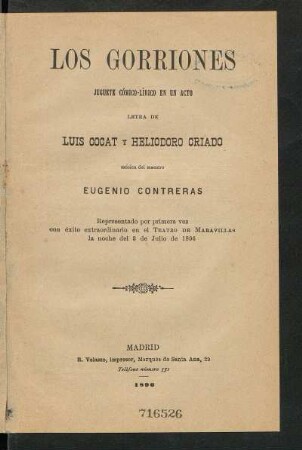 LOS GORRIONES
JUGUETE CÓMICO-LÍRICO EN UN ACTO
LETRA DE
LUIS COCAT Y HELIODORO CRIADO
música del maestro
EUGENIO CONTRERAS
Representado por primera vez
con éxito extraordinario en el TEATRO DE MARAVILLAS
la noche del 8 de Julio de 1896
MADRID
R. Velasco, impresor, Marqués de Santa Ana, 20
Teléfono número 551
1896
716526